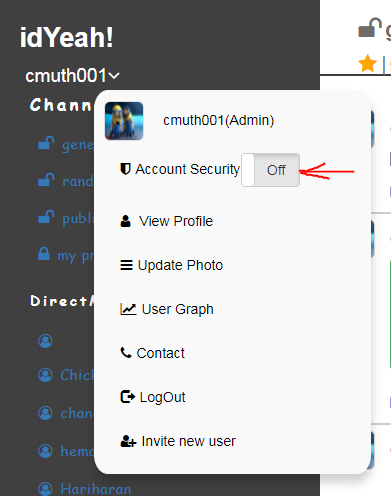 idYeah!
cmuth001
Chann
gene
rand
publi
my pr
DirectM
Chick
chan
hema
Hariharan
cmuth001(Admin)
Account Security Off
View Profile
Update Photo
User Graph
Contact
LogOut
Invite new user